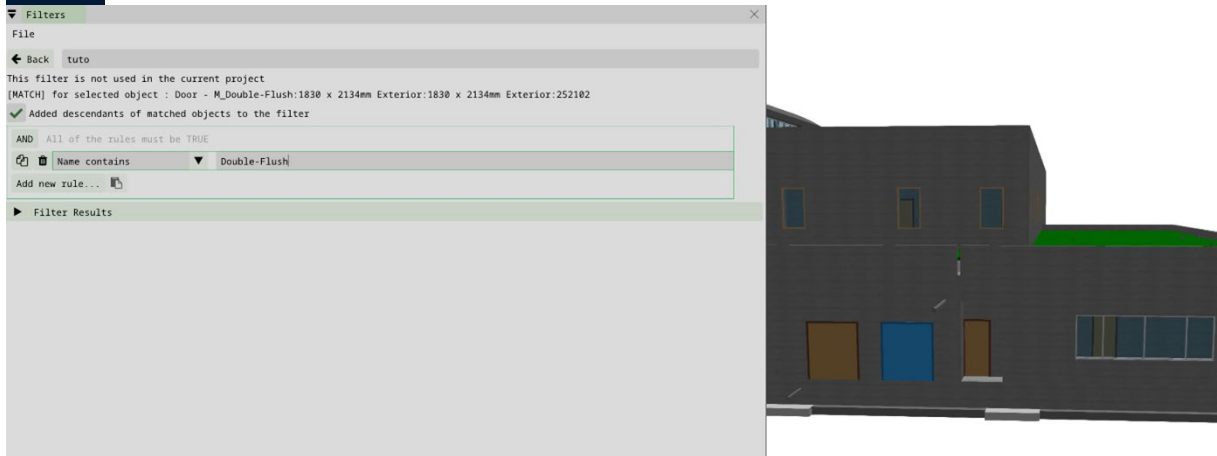 Filters
File
Back tuto
This filter is not used in the current project
[MATCH] for selected object : Door - M_Double-Flush:1830 x 2134mm Exterior:1830 x 2134mm Exterior:252102
Added descendants of matched objects to the filter
AND All of the rules must be TRUE
Name contains Double-Flush
Add new rule...
Filter Results